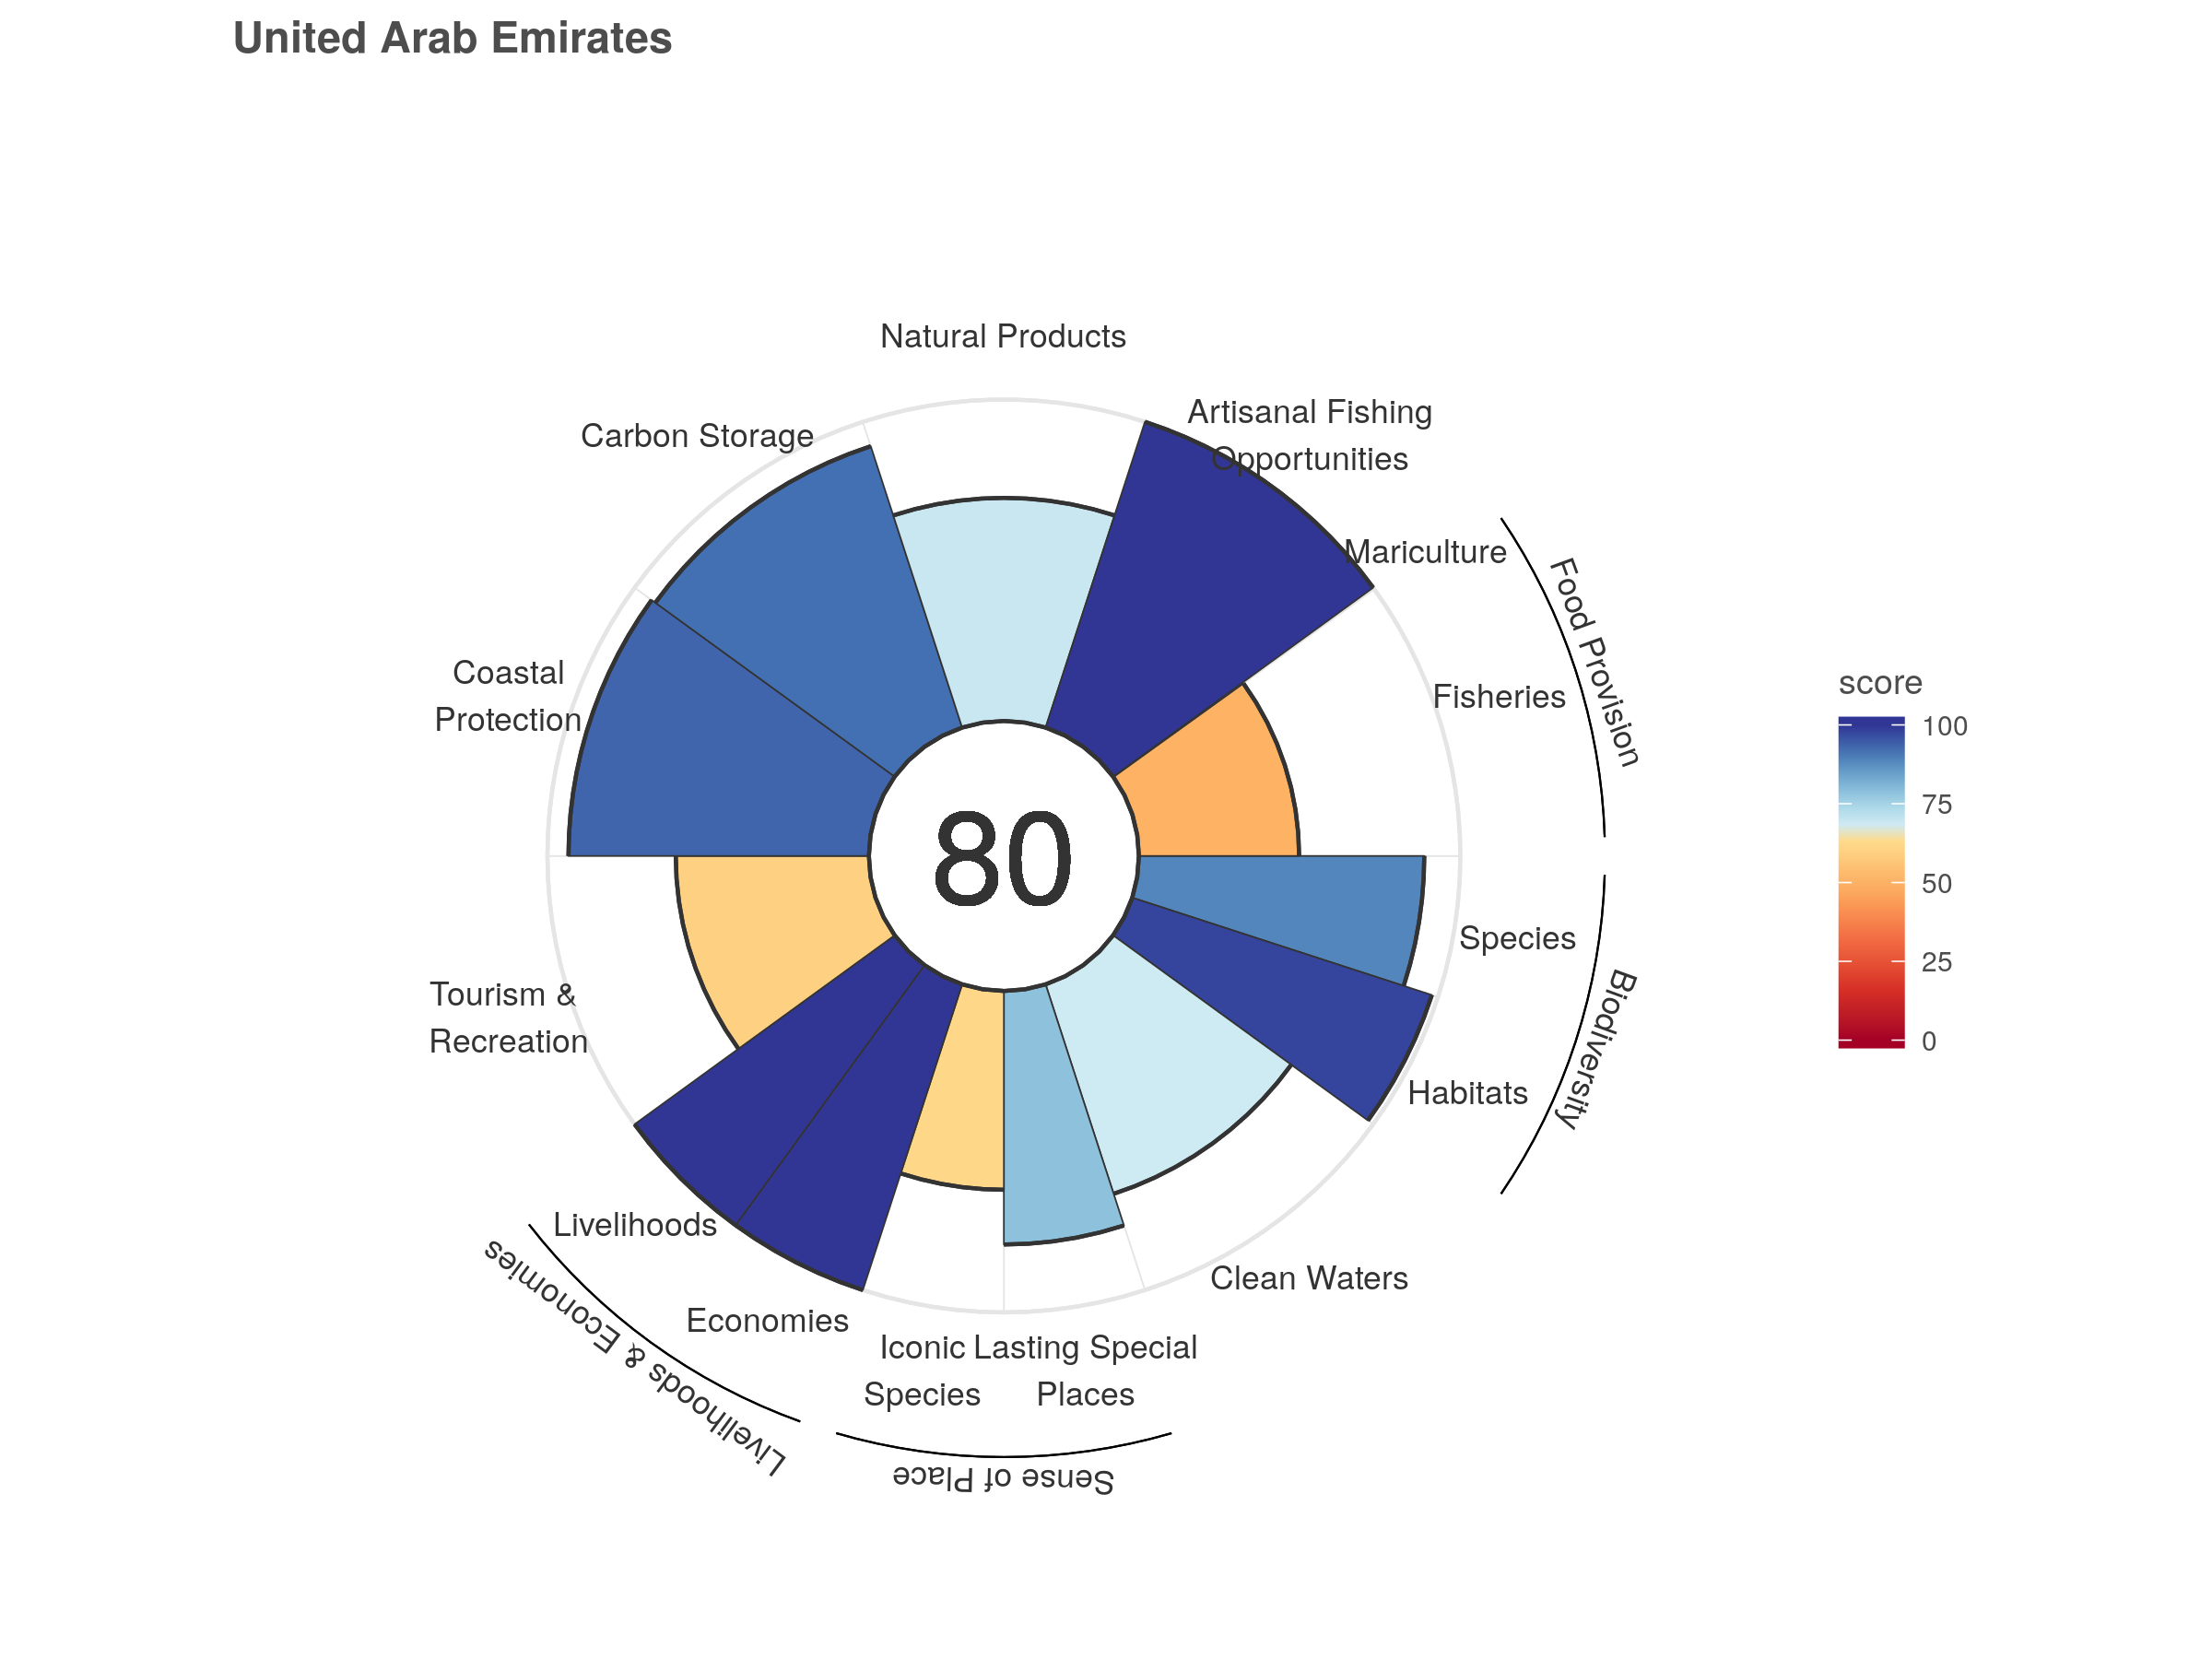 United Arab Emirates
Natural Products
Artisanal Fishing
Opportunities
Carbon Storage
Mariculture
Food Provision
Coastal
Protection
Fisheries
score
100
75
50
25
0
80
Species
Biodiversity
Tourism &
Recreation
Habitats
Livelihoods
Clean Waters
Economies
Livelihoods & Economies
Iconic
Species
Lasting Special
Places
Sense of Place